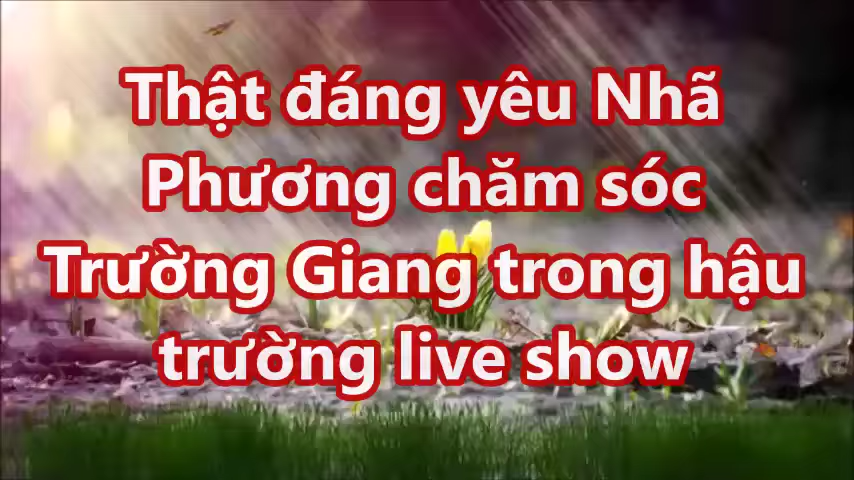 Thật đáng yêu Nhã
Phương chăm sóc
Trường Giang trong hậu
trường live show